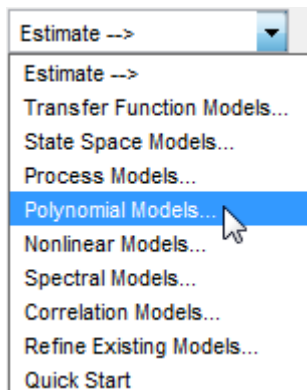 Estimate -->
Estimate -->
Transfer Function Models...
State Space Models...
Process Models...
Polynomial Models...
Nonlinear Models...
Spectral Models...
Correlation Models...
Refine Existing Models...
Quick Start